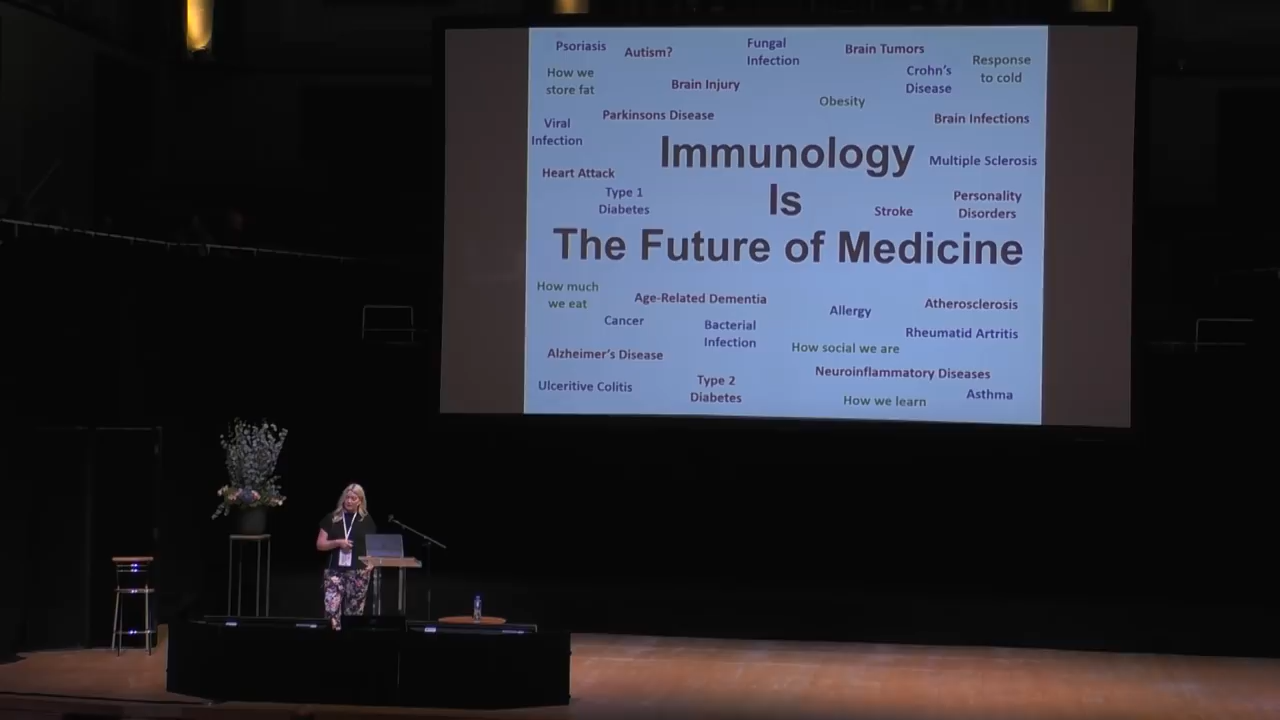 Psoriasis
Autism?
Fungal
Infection
Brain Tumors
Response
to cold
How we
store fat
Brain Injury
Crohn's
Disease
Obesity
Parkinsons Disease
Brain Infections
Viral
Infection
Immunology
Multiple Sclerosis
Heart Attack
Type 1
Diabetes
Is
Stroke
Personality
Disorders
The Future of Medicine
How much
we eat
Age-Related Dementia
Allergy
Atherosclerosis
Cancer
Bacterial
Infection
Rheumatid Artritis
How social we are
Alzheimer's Disease
Neuroinflammatory Diseases
Ulceritive Colitis
Type 2
Diabetes
How we learn
Asthma